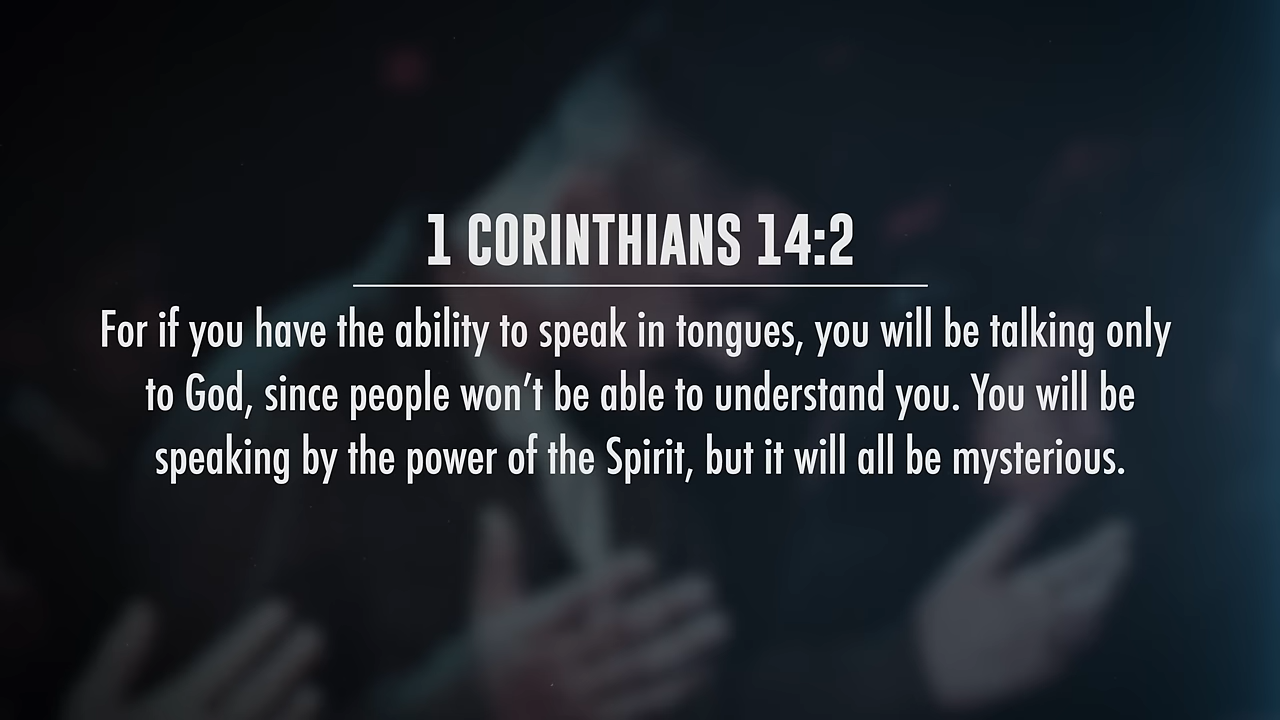 1 CORINTHIANS 14:2
For if you have the ability to speak in tongues, you will be talking only
to God, since people won’t be able to understand you. You will be
speaking by the power of the Spirit, but it will all be mysterious.